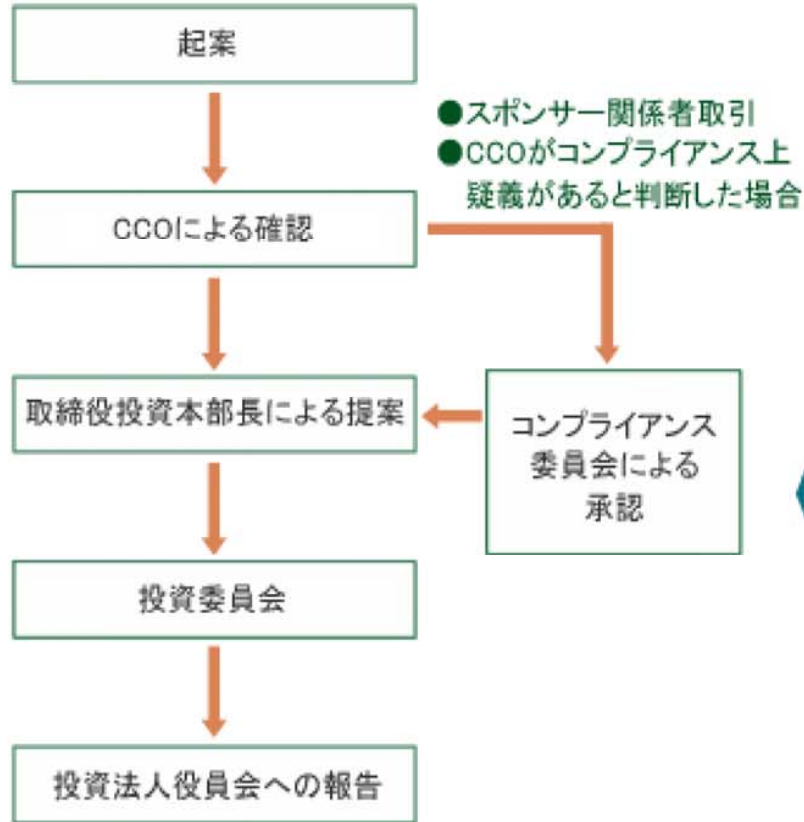 起案
●スポンサー関係者取引
●CCOがコンプライアンス上
疑義があると判断した場合
CCOによる確認
取締役投資本部長による提案
コンプライアンス
委員会による
承認
投資委員会
投資法人役員会への報告